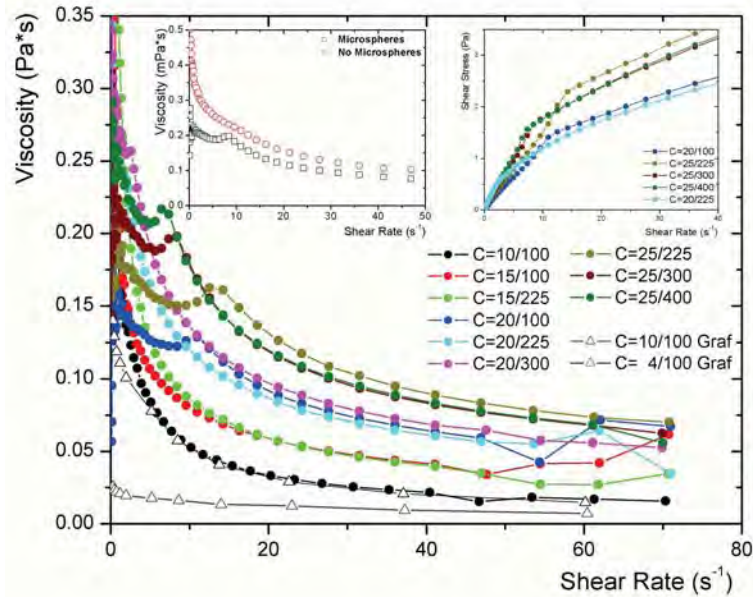 Viscosity (Pa*s)
0.35
0.30
0.25
0.20
0.15
0.10
0.05
0.00
0
20
40
60
80
Shear Rate (s⁻¹)
Viscosity (mPa*s)
0.5
0.4
0.3
0.2
0.1
0.0
0
10
20
30
40
50
Shear Rate (s⁻¹)
Microspheres
No Microspheres
Shear Stress (Pa)
2
1
0
0
10
20
30
40
Shear Rate (s⁻¹)
C=20/100
C=25/225
C=25/300
C=25/400
C=20/225
C=10/100
C=15/100
C=15/225
C=20/100
C=20/225
C=20/300
C=25/225
C=25/300
C=25/400
C=10/100 Graf
C= 4/100 Graf